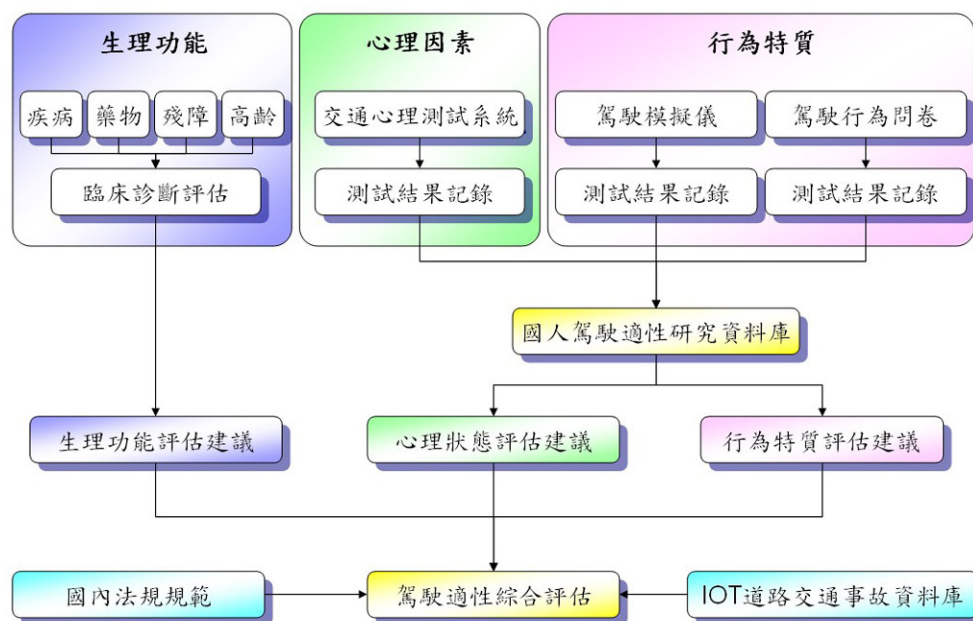 生理功能
心理因素
行為特質
疾病
藥物
殘障
高齡
交通心理測試系統
駕駛模擬儀
駕駛行為問卷
臨床診斷評估
測試結果記錄
測試結果記錄
測試結果記錄
國人駕駛適性研究資料庫
生理功能評估建議
心理狀態評估建議
行為特質評估建議
國內法規規範
駕駛適性綜合評估
IOT道路交通事故資料庫